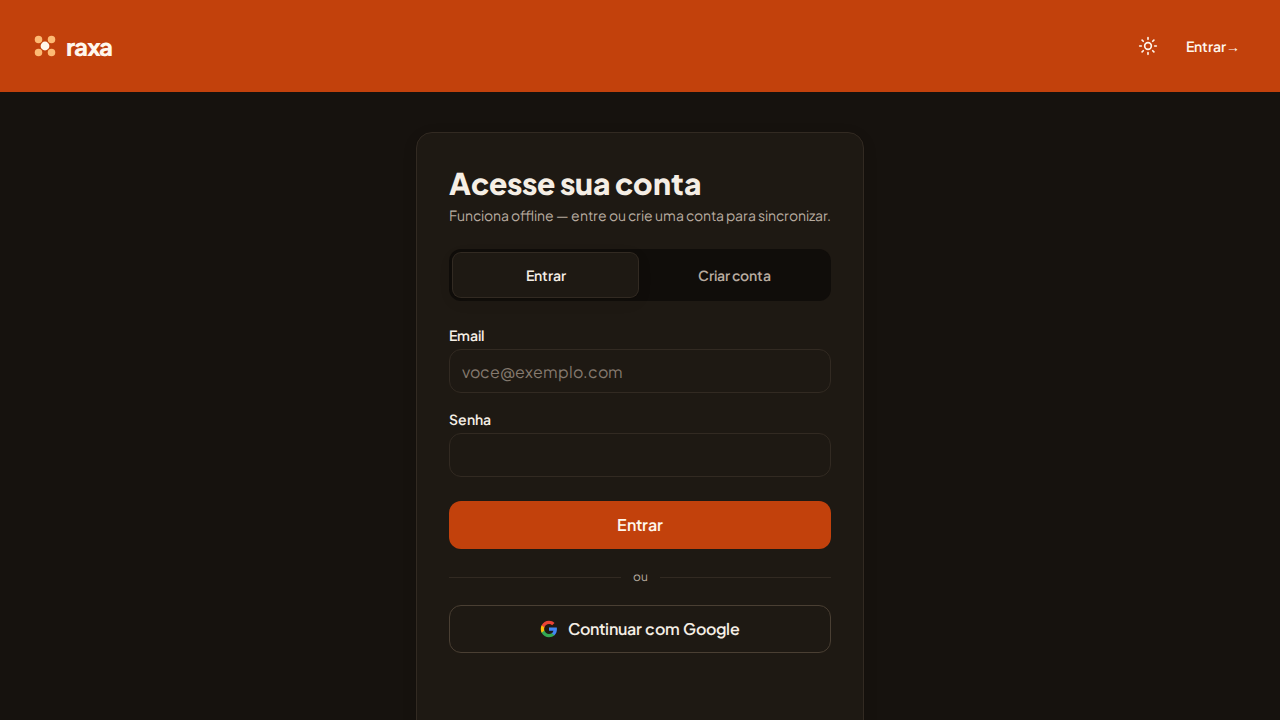 raxa
Entrar→
Acesse sua conta
Funciona offline — entre ou crie uma conta para sincronizar.
Entrar
Criar conta
Email
voce@exemplo.com
Senha
Entrar
ou
Continuar com Google